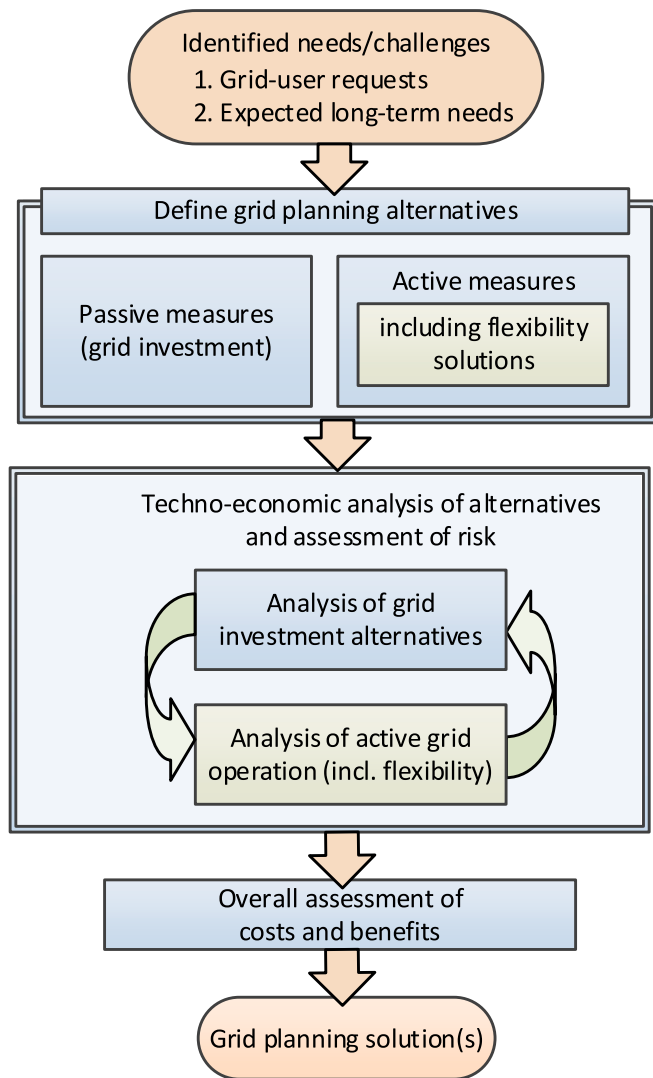 Identified needs/challenges
1. Grid-user requests
2. Expected long-term needs
Define grid planning alternatives
Passive measures
(grid investment)
Active measures
including flexibility
solutions
Techno-economic analysis of alternatives
and assessment of risk
Analysis of grid
investment alternatives
Analysis of active grid
operation (incl. flexibility)
Overall assessment of
costs and benefits
Grid planning solution(s)